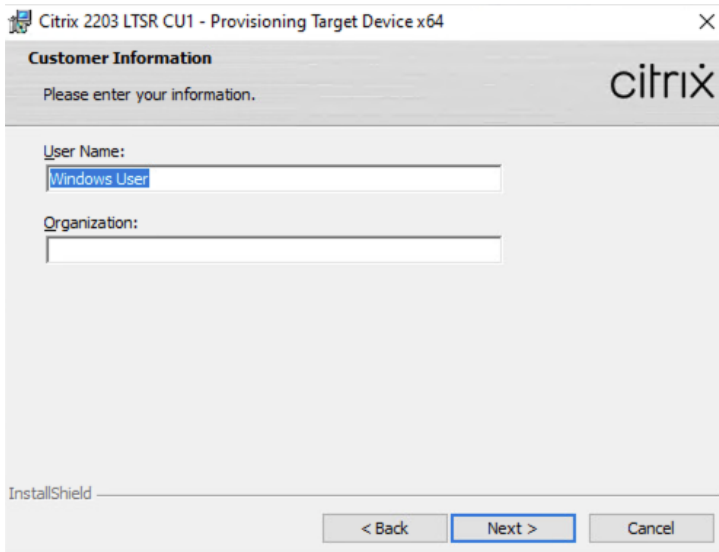 Citrix 2203 LTSR CU1 - Provisioning Target Device x64
Customer Information
Please enter your information.
citrix
User Name:
Windows User
Organization:
InstallShield
< Back Next > Cancel